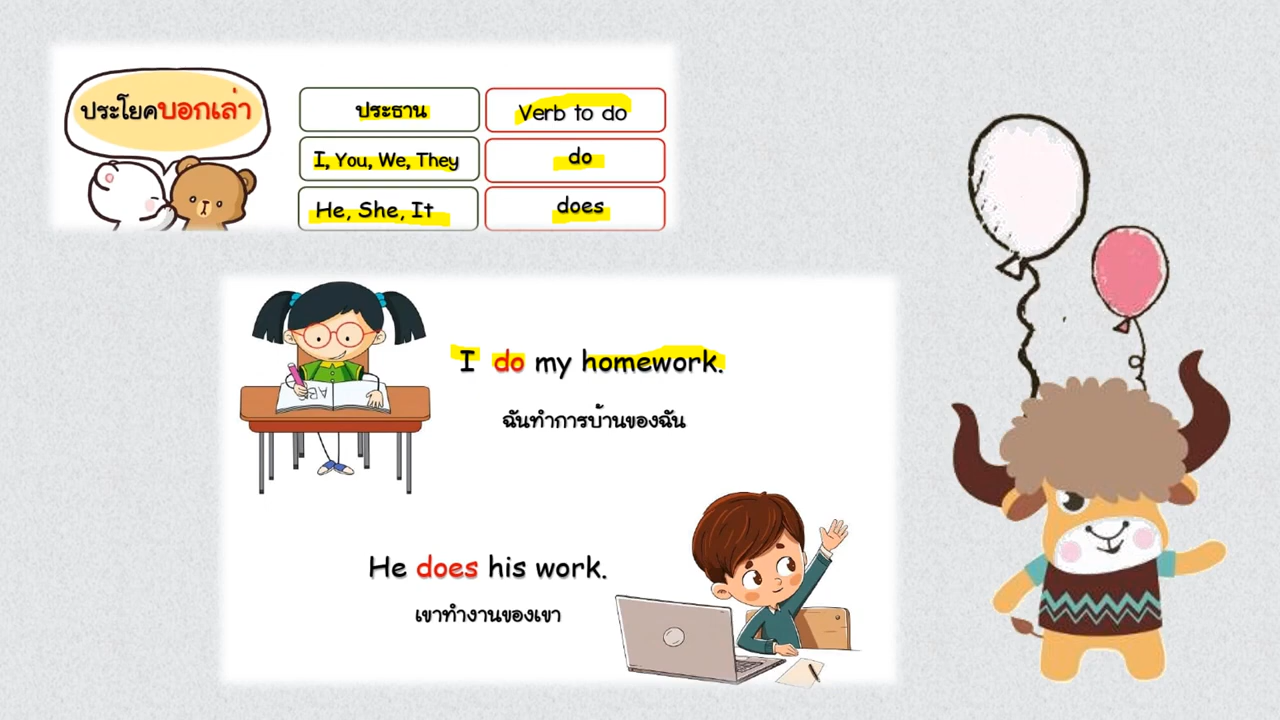 ประโยคบอกเล่า
ประธาน Verb to do
I, You, We, They do
He, She, It does
I do my homework.
ฉันทำการบ้านของฉัน
He does his work.
เขาทำงานของเขา